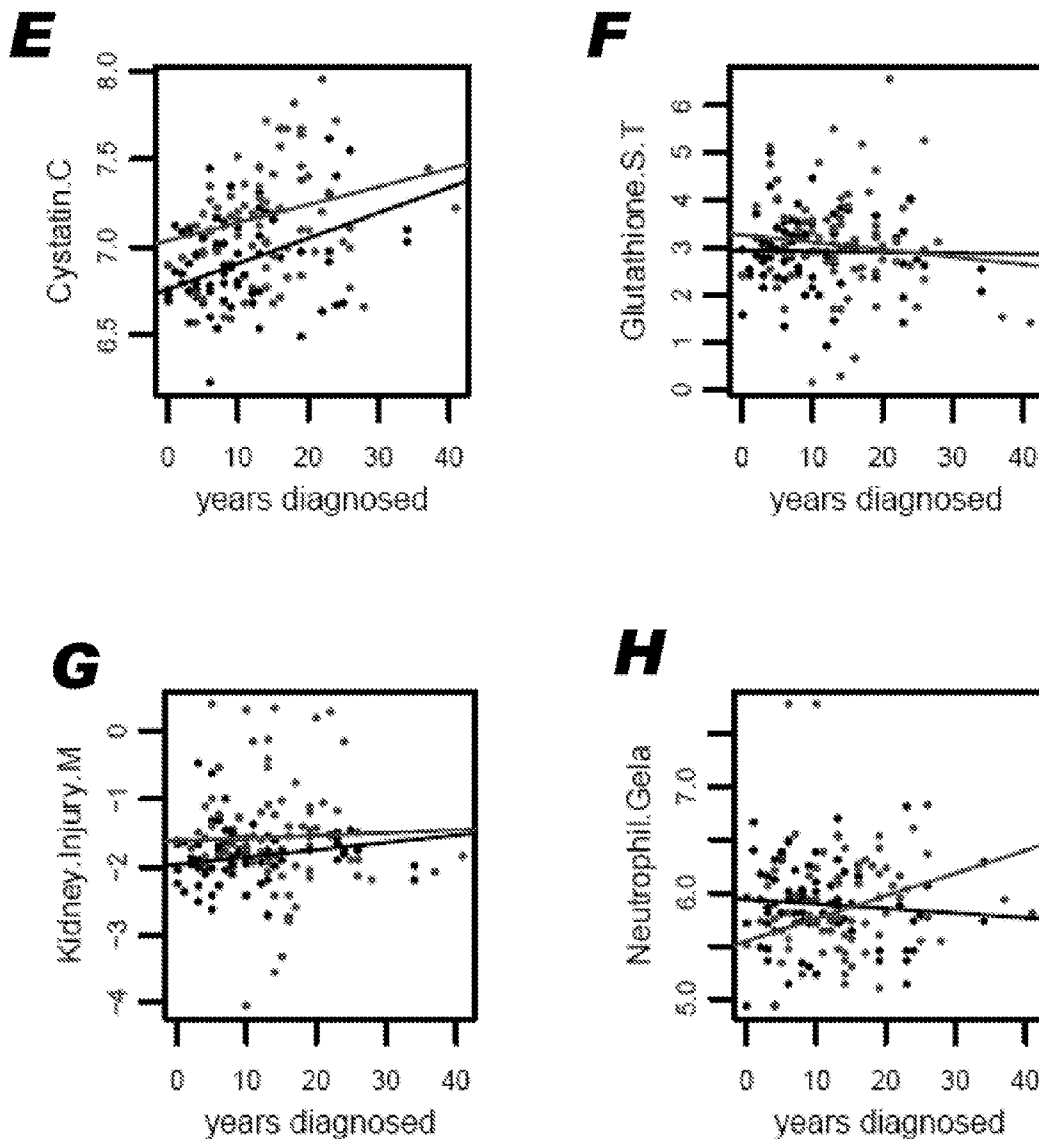 E
Cystatin.C
8.0
7.5
7.0
6.5
0 10 20 30 40
years diagnosed
F
Glutathione.S.T
6
5
4
3
2
1
0
0 10 20 30 40
years diagnosed
G
Kidney.Injury.M
0
-1
-2
-3
-4
0 10 20 30 40
years diagnosed
H
Neutrophil.Gela
7.0
6.0
5.0
0 10 20 30 40
years diagnosed